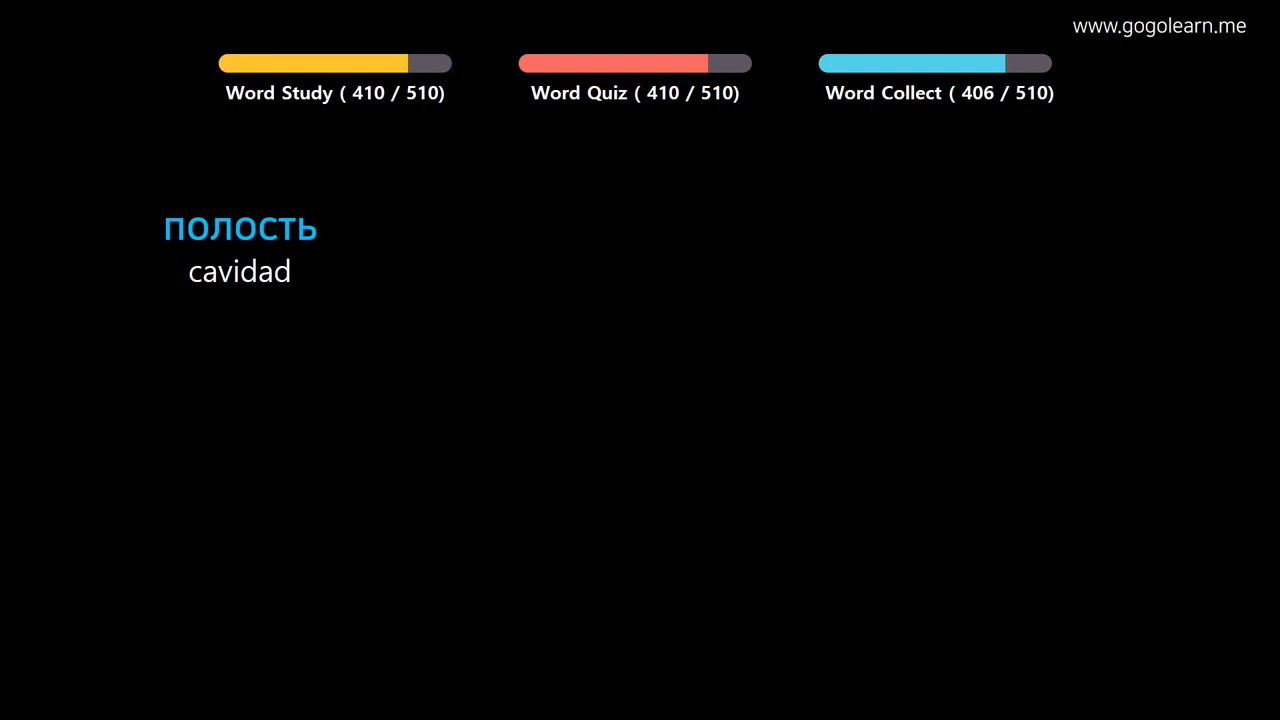 www.gogolearn.me
Word Study ( 410 / 510)
Word Quiz ( 410 / 510)
Word Collect ( 406 / 510)
полость
cavidad